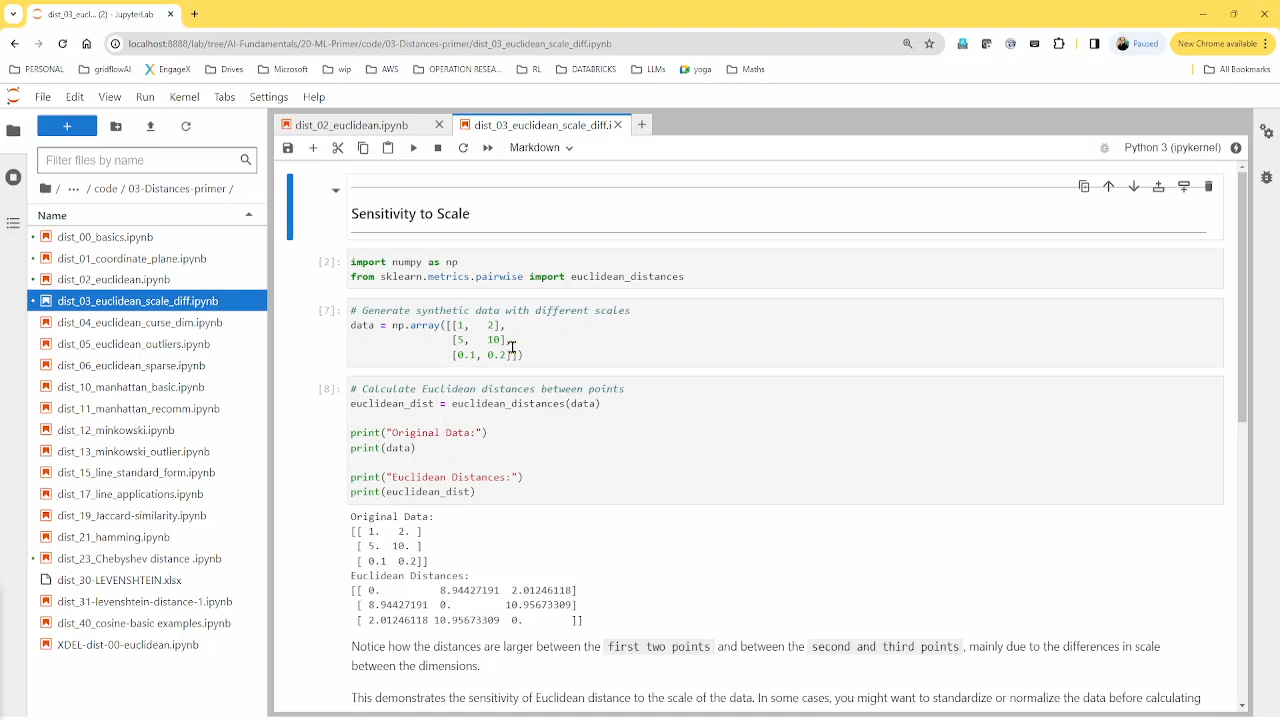 dist_03_eucl... (2) - JupyterLab
localhost:8888/lab/tree/AI-Fundamentals/20-ML-Primer/code/03-Distances-primer/dist_03_euclidean_scale_diff.ipynb
Paused
New Chrome available
PERSONAL gridflowAI EngageX Drives Microsoft wip AWS OPERATION RESEA... RL DATABRICKS LLMs yoga Maths
All Bookmarks
File Edit View Run Kernel Tabs Settings Help
dist_02_euclidean.ipynb
dist_03_euclidean_scale_diff.i
Filter files by name
Markdown
Python 3 (ipykernel)
/ ... / code / 03-Distances-primer /
Name
dist_00_basics.ipynb
dist_01_coordinate_plane.ipynb
dist_02_euclidean.ipynb
dist_03_euclidean_scale_diff.ipynb
dist_04_euclidean_curse_dim.ipynb
dist_05_euclidean_outliers.ipynb
dist_06_euclidean_sparse.ipynb
dist_10_manhattan_basic.ipynb
dist_11_manhattan_recomm.ipynb
dist_12_minkowski.ipynb
dist_13_minkowski_outlier.ipynb
dist_15_line_standard_form.ipynb
dist_17_line_applications.ipynb
dist_19_Jaccard-similarity.ipynb
dist_21_hamming.ipynb
dist_23_Chebyshev distance .ipynb
dist_30-LEVENSHTEIN.xlsx
dist_31-levenshtein-distance-1.ipynb
dist_40_cosine-basic examples.ipynb
XDEL-dist-00-euclidean.ipynb
Sensitivity to Scale
[2]: import numpy as np
from sklearn.metrics.pairwise import euclidean_distances
[7]: # Generate synthetic data with different scales
data = np.array([[1, 2],
[5, 10],
[0.1, 0.2]])
[8]: # Calculate Euclidean distances between points
euclidean_dist = euclidean_distances(data)
print("Original Data:")
print(data)
print("Euclidean Distances:")
print(euclidean_dist)
Original Data:
[[ 1. 2. ]
[ 5. 10. ]
[ 0.1 0.2]]
Euclidean Distances:
[[ 0. 8.94427191 2.01246118]
[ 8.94427191 0. 10.95673309]
[ 2.01246118 10.95673309 0. ]]
Notice how the distances are larger between the first two points and between the second and third points, mainly due to the differences in scale
between the dimensions.
This demonstrates the sensitivity of Euclidean distance to the scale of the data. In some cases, you might want to standardize or normalize the data before calculating